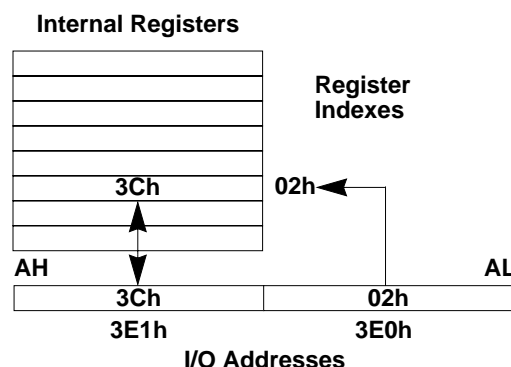 Internal Registers
Register
Indexes
3Ch
02h
AH
AL
3Ch
02h
3E1h
3E0h
I/O Addresses